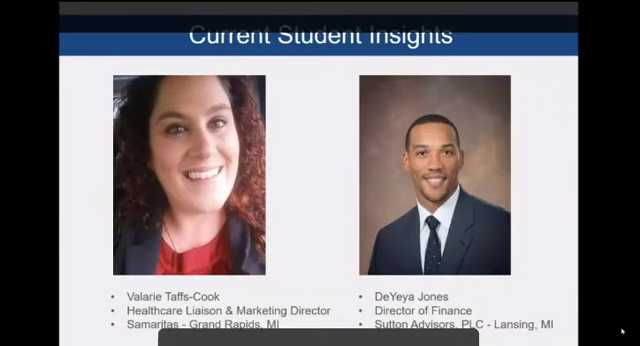 Current Student Insights
• Valarie Taffs-Cook
• Healthcare Liaison & Marketing Director
• Samaritas - Grand Rapids, MI
• DeYeya Jones
• Director of Finance
• Sutton Advisors, PLC - Lansing, MI